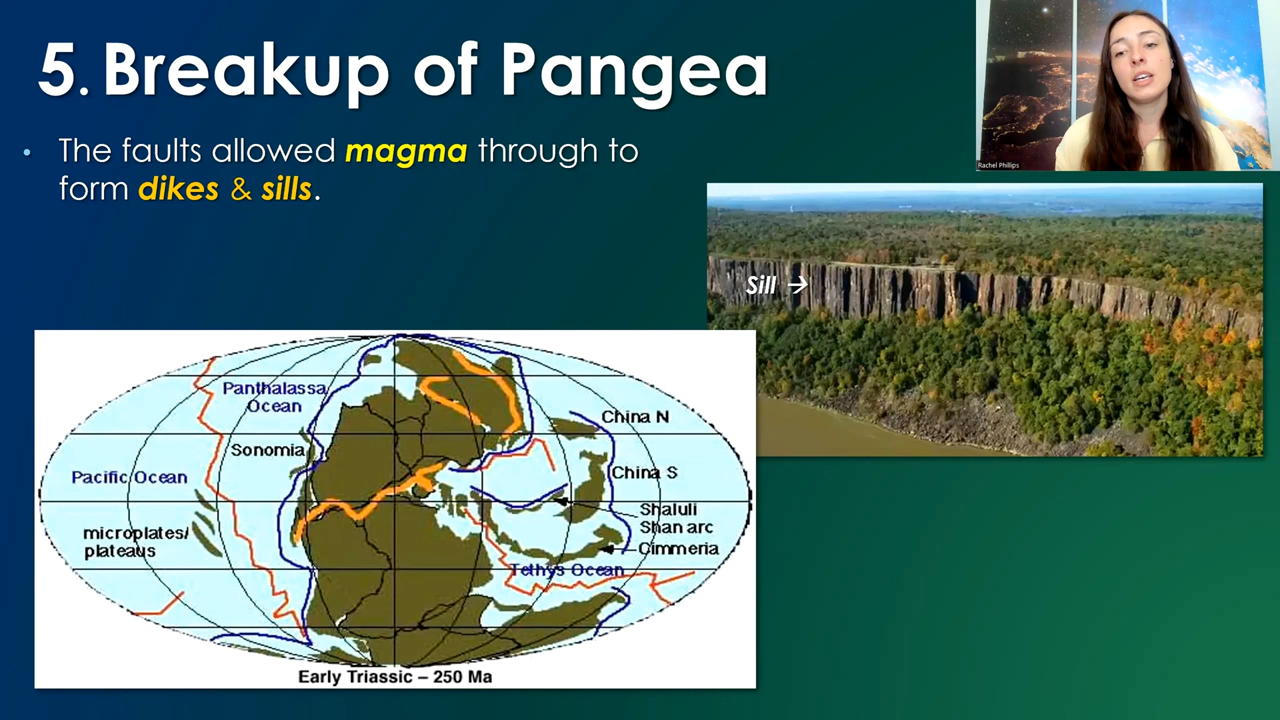 5. Breakup of Pangea
• The faults allowed magma through to
form dikes & sills.
Rachel Phillips
Sill →
Panthalassa
Ocean
China N
Sonomia
Pacific Ocean
China S
Shaluli
Shan arc
microplates/
plateaus
Cimmeria
Tethys Ocean
Early Triassic – 250 Ma